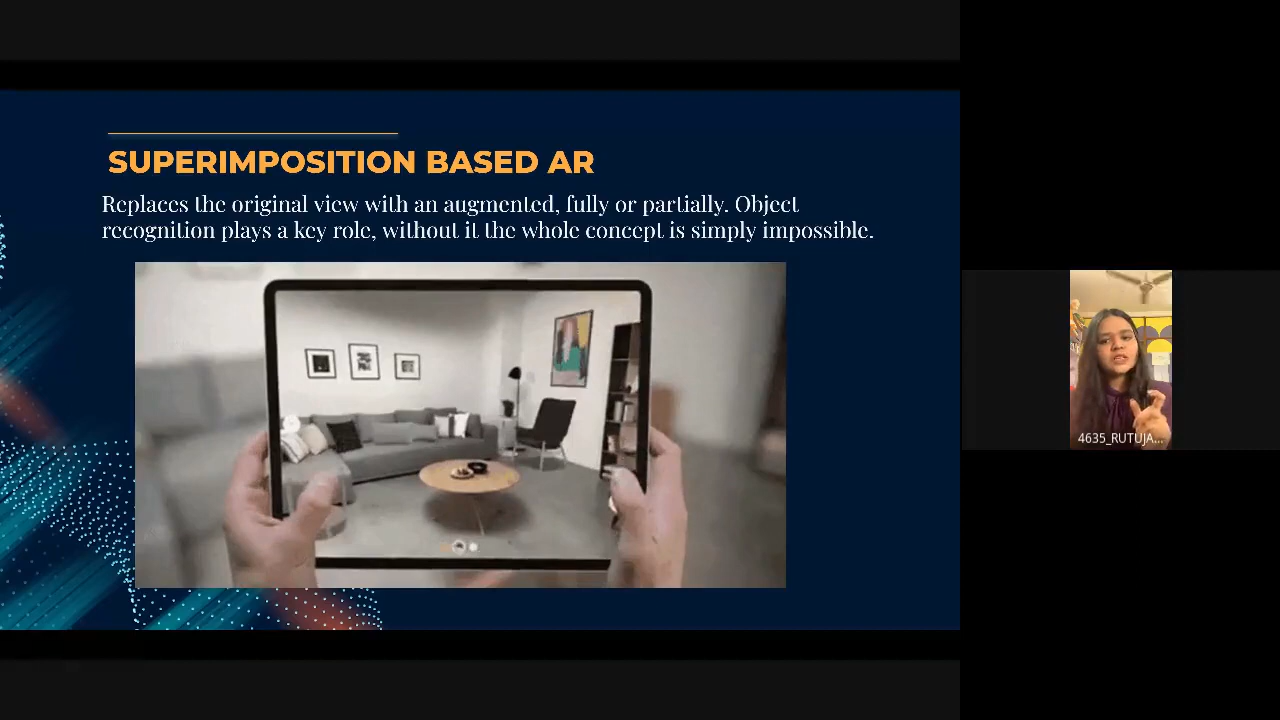 SUPERIMPOSITION BASED AR
Replaces the original view with an augmented, fully or partially. Object
recognition plays a key role, without it the whole concept is simply impossible.
4635_RUTUJA...